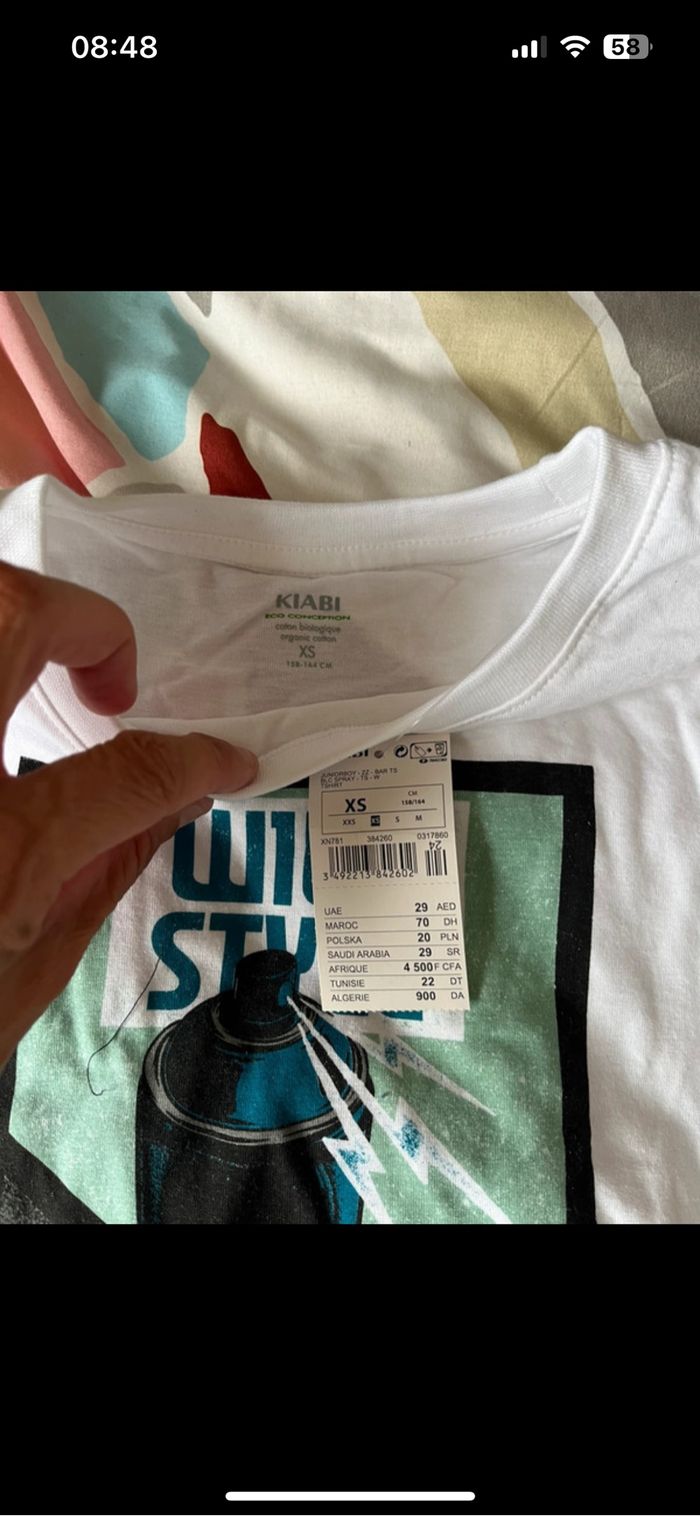 08:48
58
KIABI
ECO CONCEPTION
coton biologique
organic cotton
XS
158-164 CM
JUNIORBOY - ZZ - BAR TS
BLC SPRAY - TS - W
TSHIRT
CM
XS 158/164
XXS XS S M
XN781 384260 0317860
24
3 492213 842602
UAE 29 AED
MAROC 70 DH
POLSKA 20 PLN
SAUDI ARABIA 29 SR
AFRIQUE 4 500 F CFA
TUNISIE 22 DT
ALGERIE 900 DA